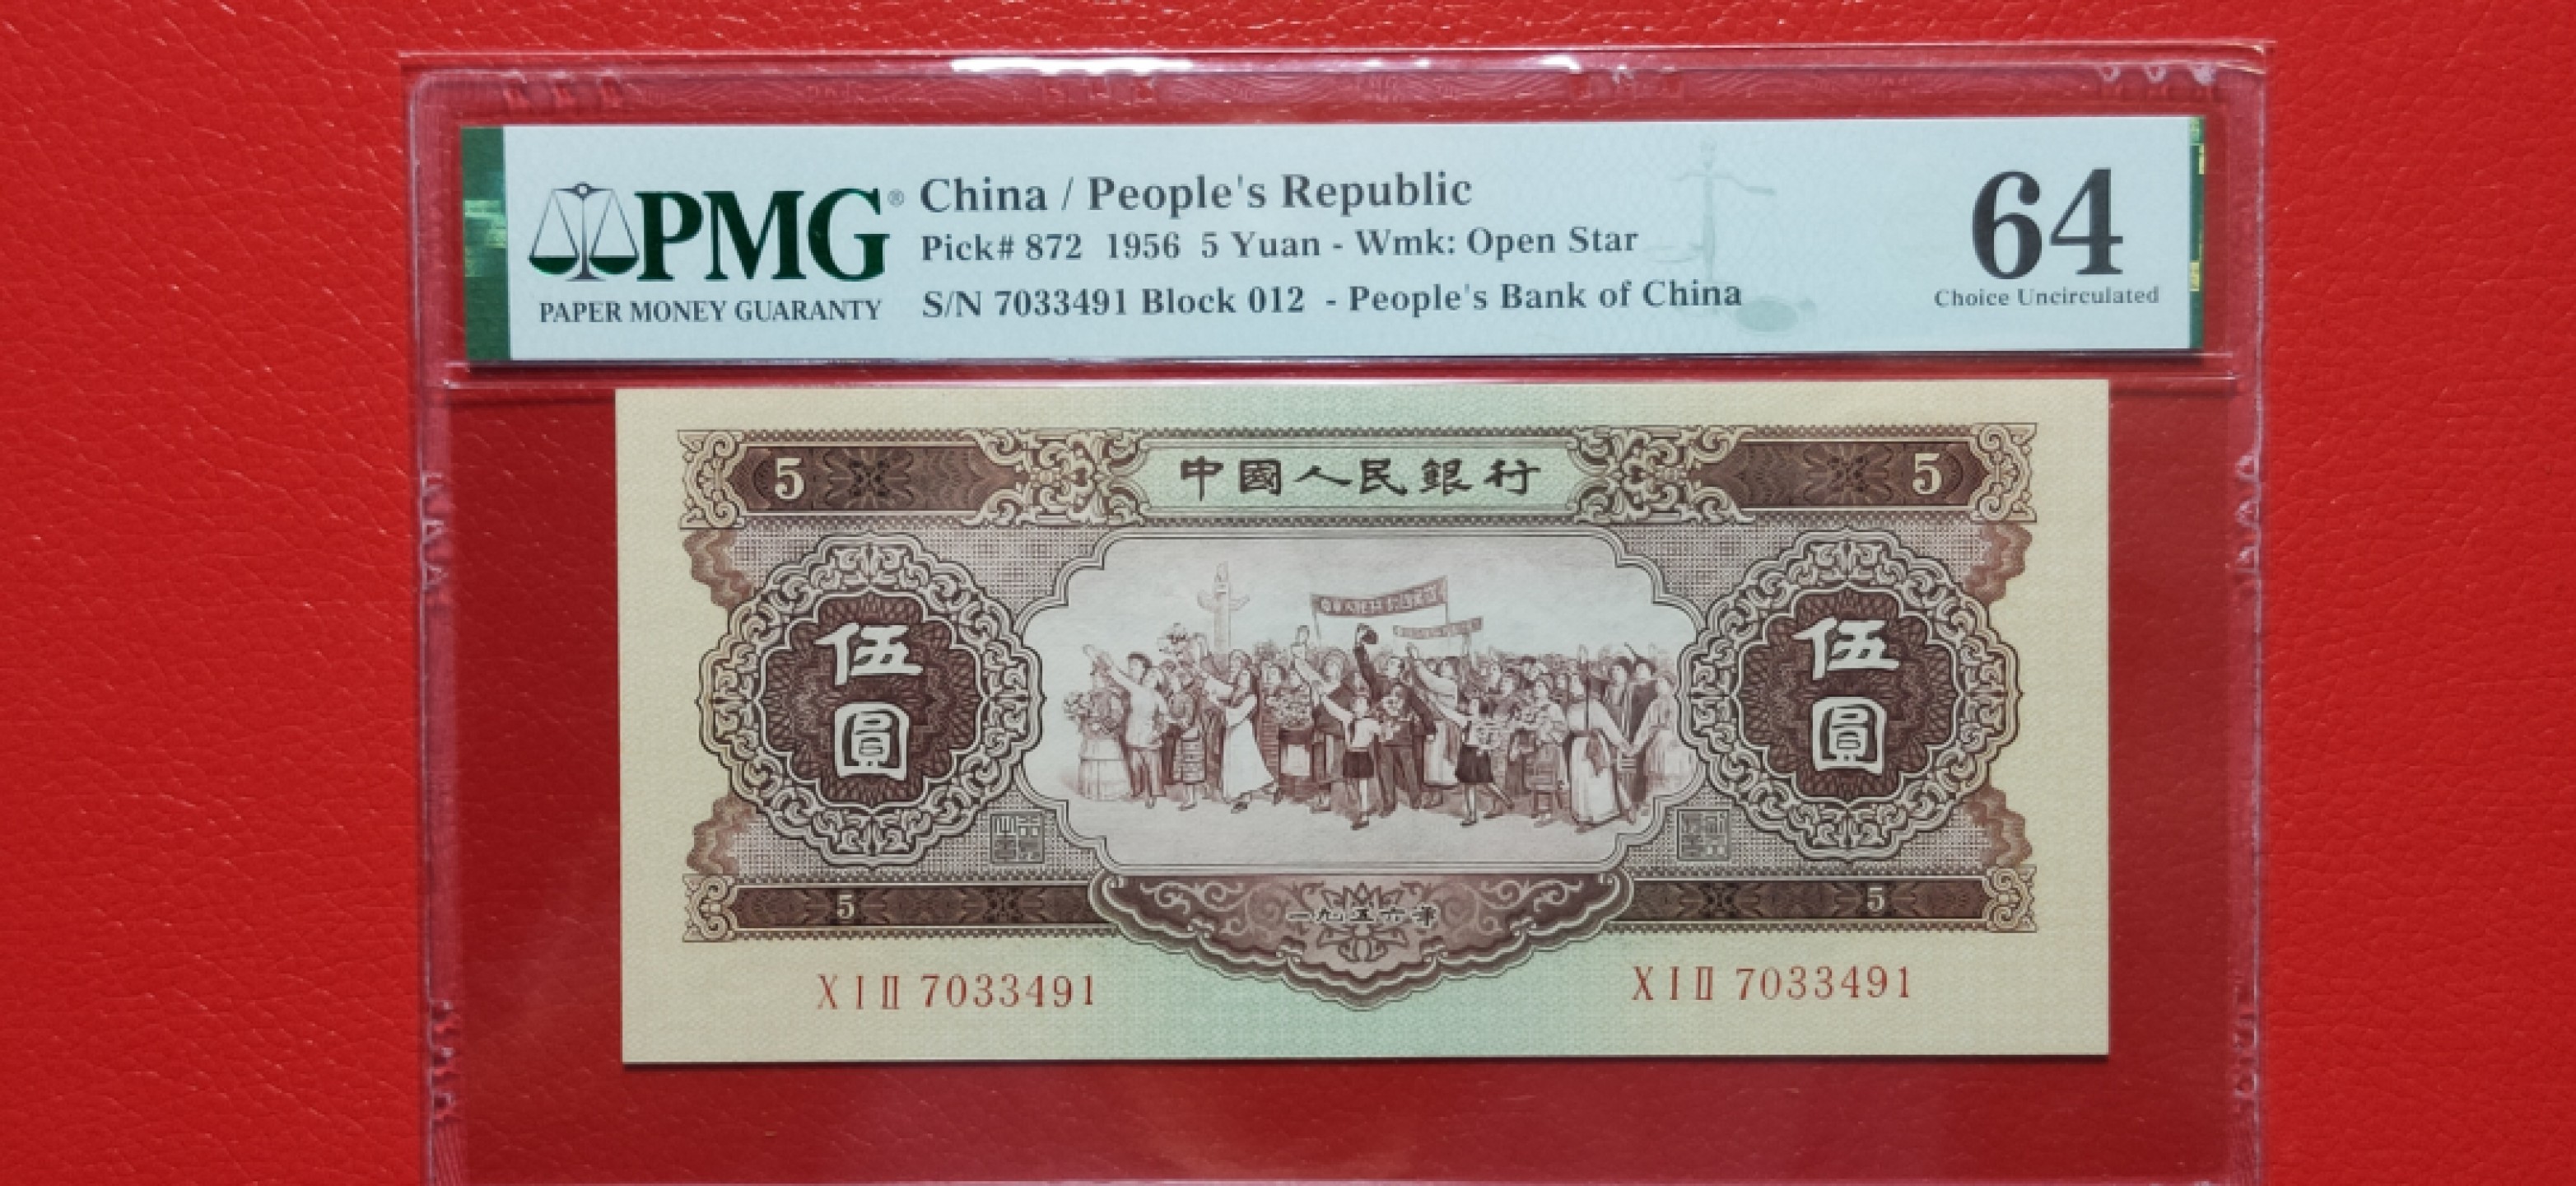 PMG®
PAPER MONEY GUARANTY
China / People's Republic
Pick# 872 1956 5 Yuan - Wmk: Open Star
S/N 7033491 Block 012 - People's Bank of China
64
Choice Uncirculated
5 中國人民銀行 5
伍圓 伍圓
5 一九五六年 5
X I II 7033491 X I II 7033491